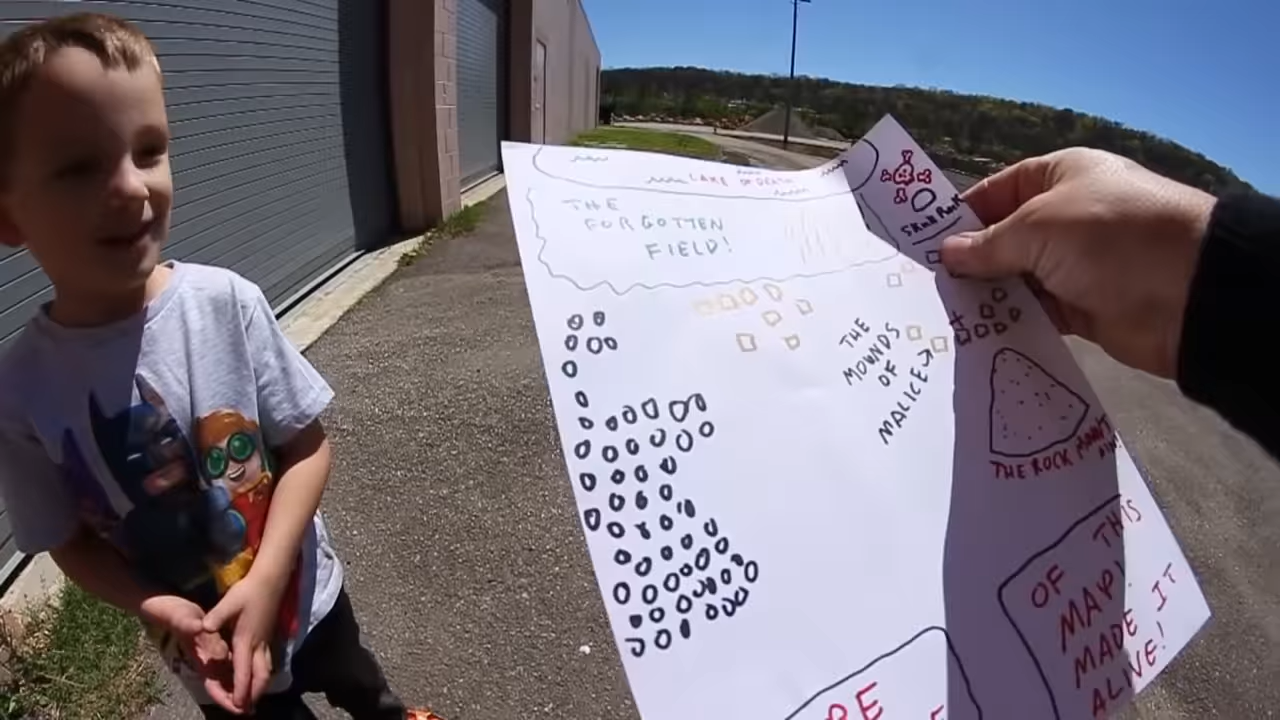 LAKE OF DEATH
THE
FORGOTTEN
FIELD!
THE
MOUNDS
OF
MALICE
THE ROCK
THIS
OF
MAP!
MADE IT
ALIVE!